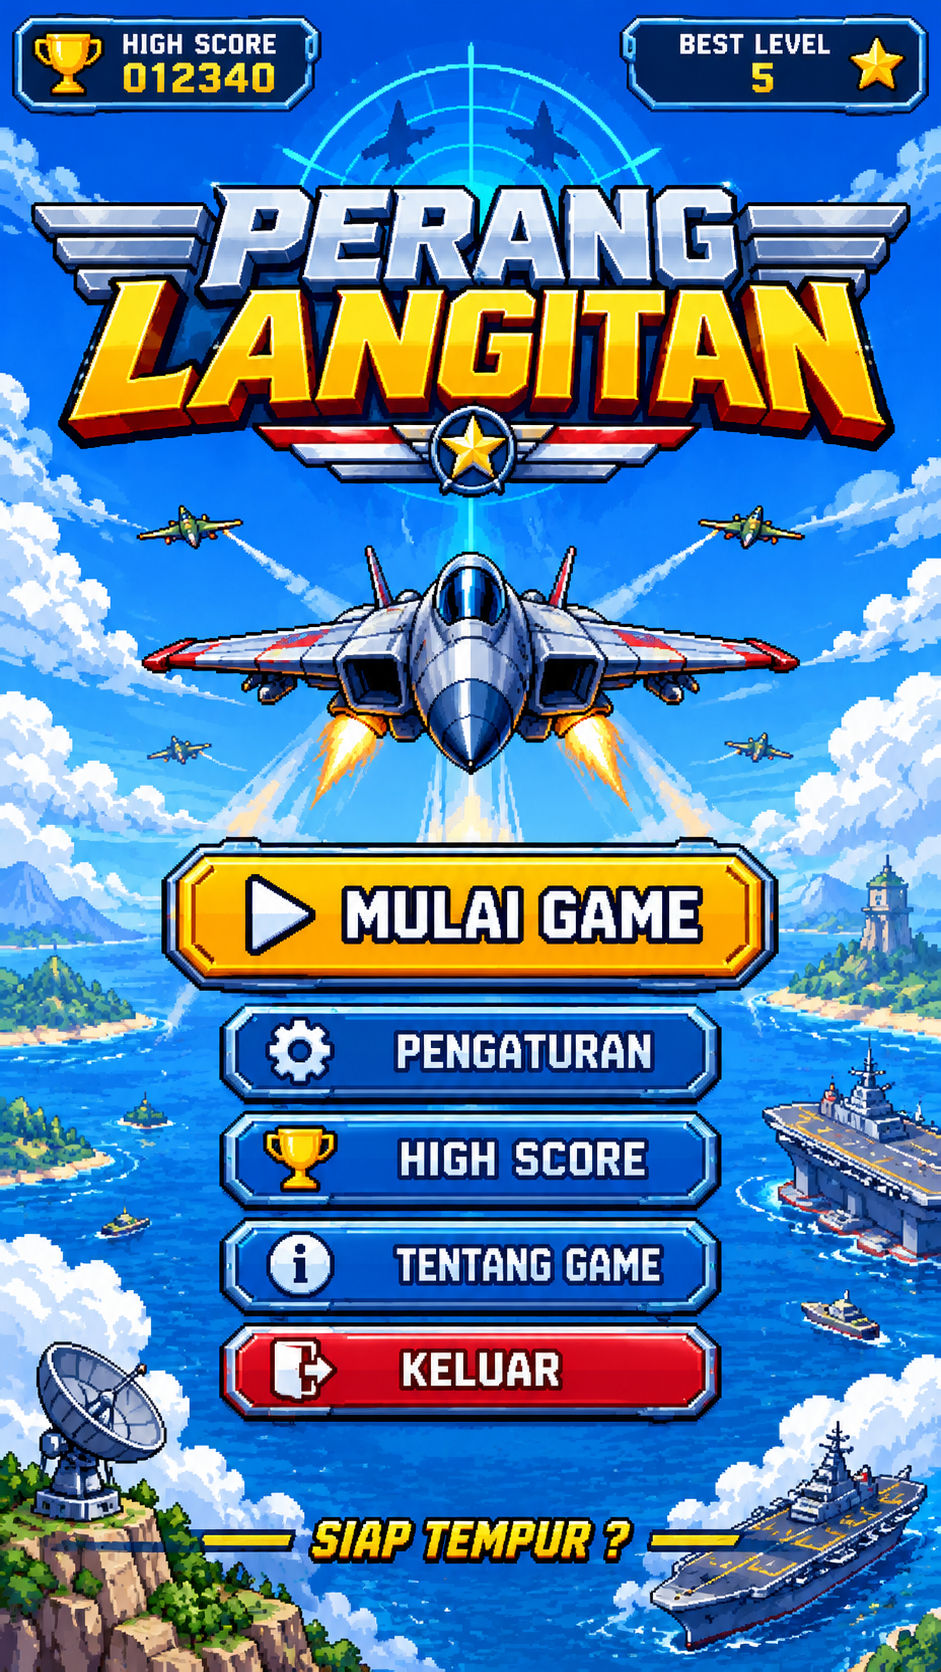 HIGH SCORE
012340
BEST LEVEL
5
PERANG
LANGITAN
MULAI GAME
PENGATURAN
HIGH SCORE
TENTANG GAME
KELUAR
SIAP TEMPUR ?